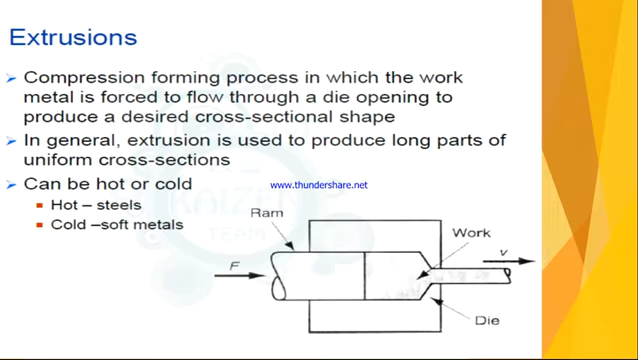 Extrusions
Compression forming process in which the work
metal is forced to flow through a die opening to
produce a desired cross-sectional shape
In general, extrusion is used to produce long parts of
uniform cross-sections
Can be hot or cold
www.thundershare.net
Hot – steels
Cold –soft metals
KAIZEN
TEAM
Ram
Work
F
v
Die